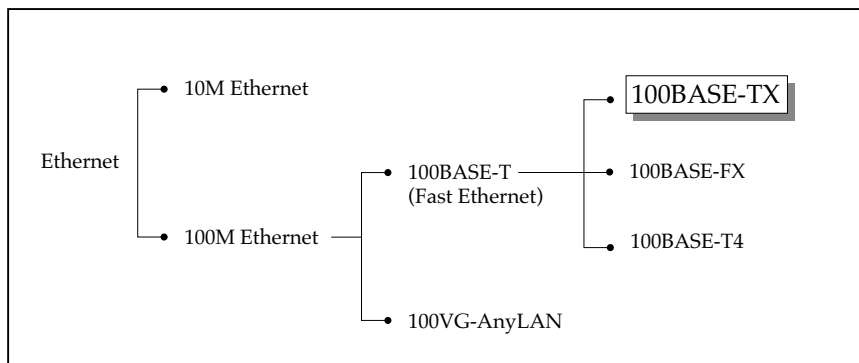 10M Ethernet
100BASE-TX
Ethernet
100BASE-T
(Fast Ethernet)
100BASE-FX
100M Ethernet
100BASE-T4
100VG-AnyLAN